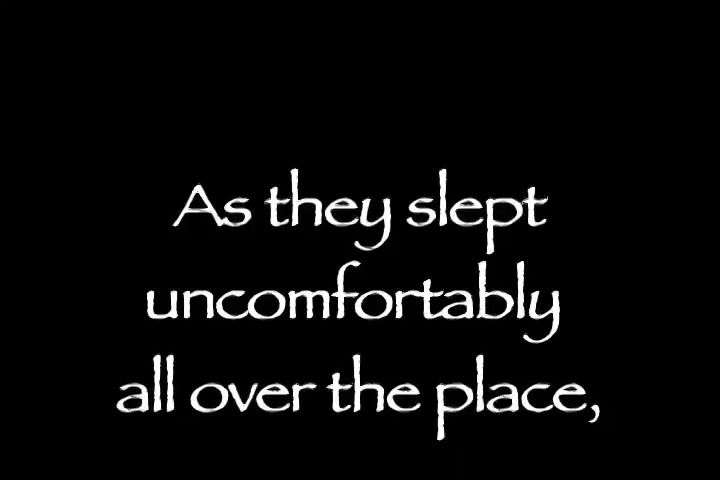 As they slept
uncomfortably
all over the place,